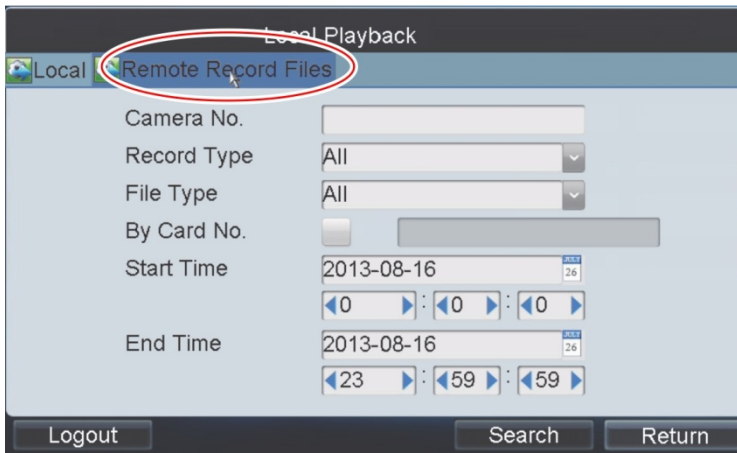 Local Playback
Local Remote Record Files
Camera No.
Record Type All
File Type All
By Card No.
Start Time 2013-08-16
JULY 26
0 : 0 : 0
End Time 2013-08-16
JULY 26
23 : 59 : 59
Logout Search Return